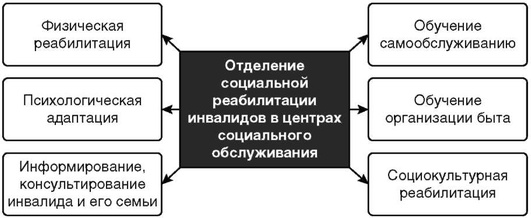 Физическая
реабилитация
Психологическая
адаптация
Информирование,
консультирование
инвалида и его семьи
Отделение
социальной
реабилитации
инвалидов в центрах
социального
обслуживания
Обучение
самообслуживанию
Обучение
организации быта
Социокультурная
реабилитация